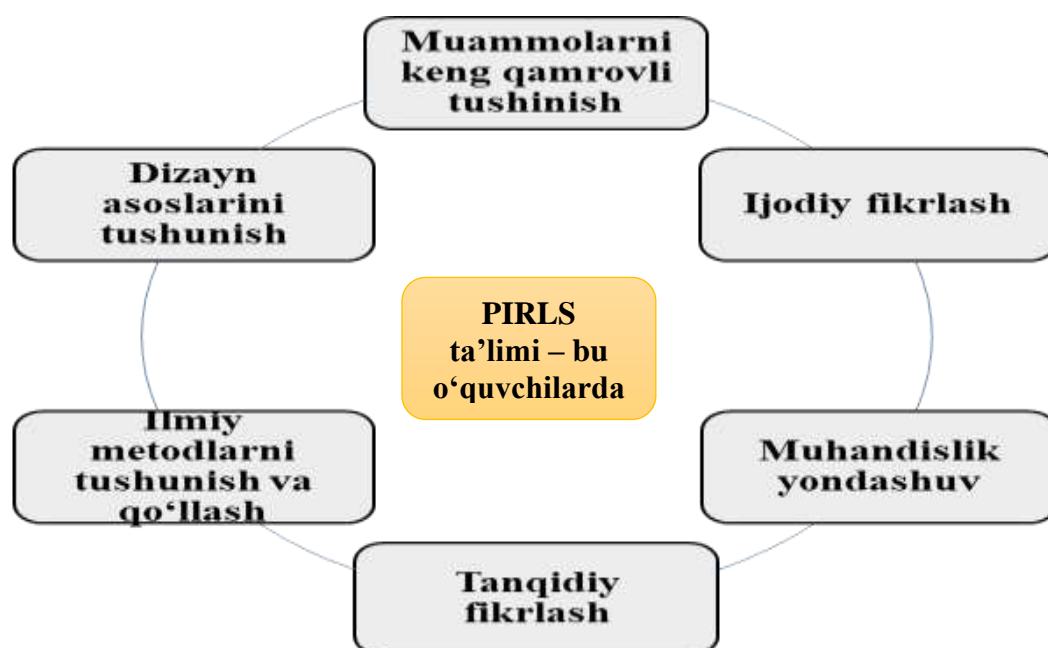 Muammolarni
keng qamrovli
tushinish
Dizayn
asoslarini
tushunish
Ijodiy fikrlash
PIRLS
ta’limi – bu
o‘quvchilarda
Ilmiy
metodlarni
tushunish va
qo‘llash
Muhandislik
yondashuv
Tanqidiy
fikrlash